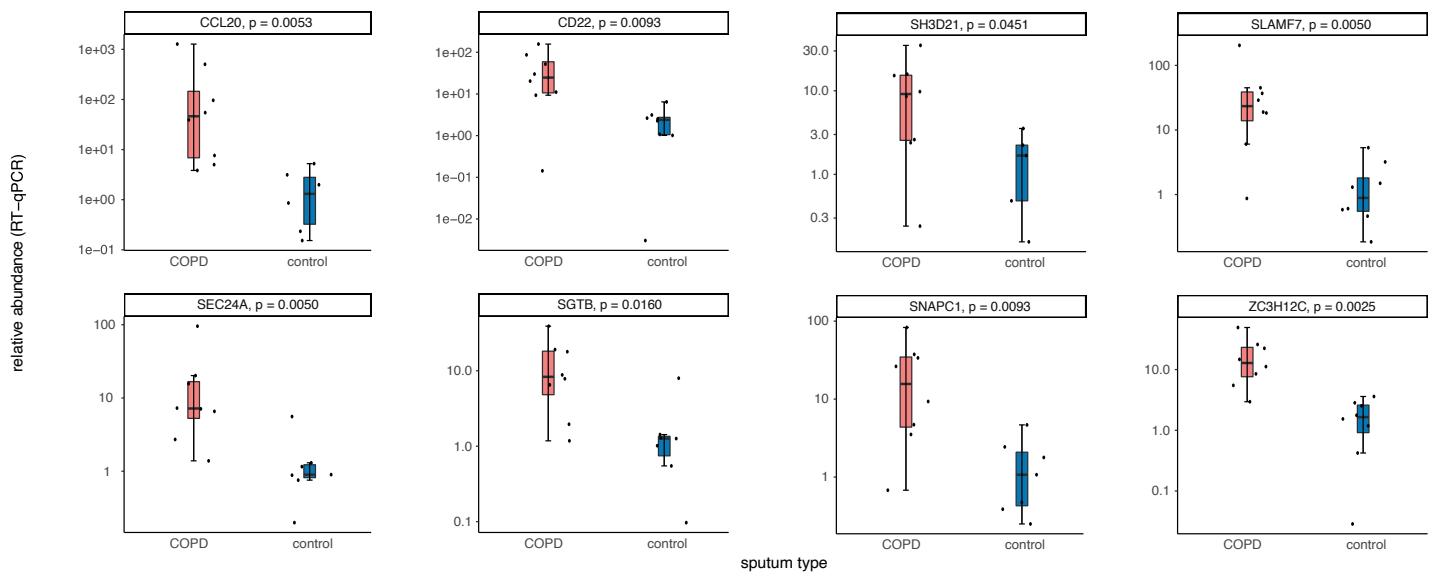 CCL20, p = 0.0053
1e+03
1e+02
1e+01
1e+00
1e−01
COPD
control
CD22, p = 0.0093
1e+02
1e+01
1e+00
1e−01
1e−02
COPD
control
SH3D21, p = 0.0451
30.0
10.0
3.0
1.0
0.3
COPD
control
SLAMF7, p = 0.0050
100
10
1
COPD
control
relative abundance (RT−qPCR)
SEC24A, p = 0.0050
100
10
1
COPD
control
SGTB, p = 0.0160
10.0
1.0
0.1
COPD
control
SNAPC1, p = 0.0093
100
10
1
COPD
control
ZC3H12C, p = 0.0025
10.0
1.0
0.1
COPD
control
sputum type